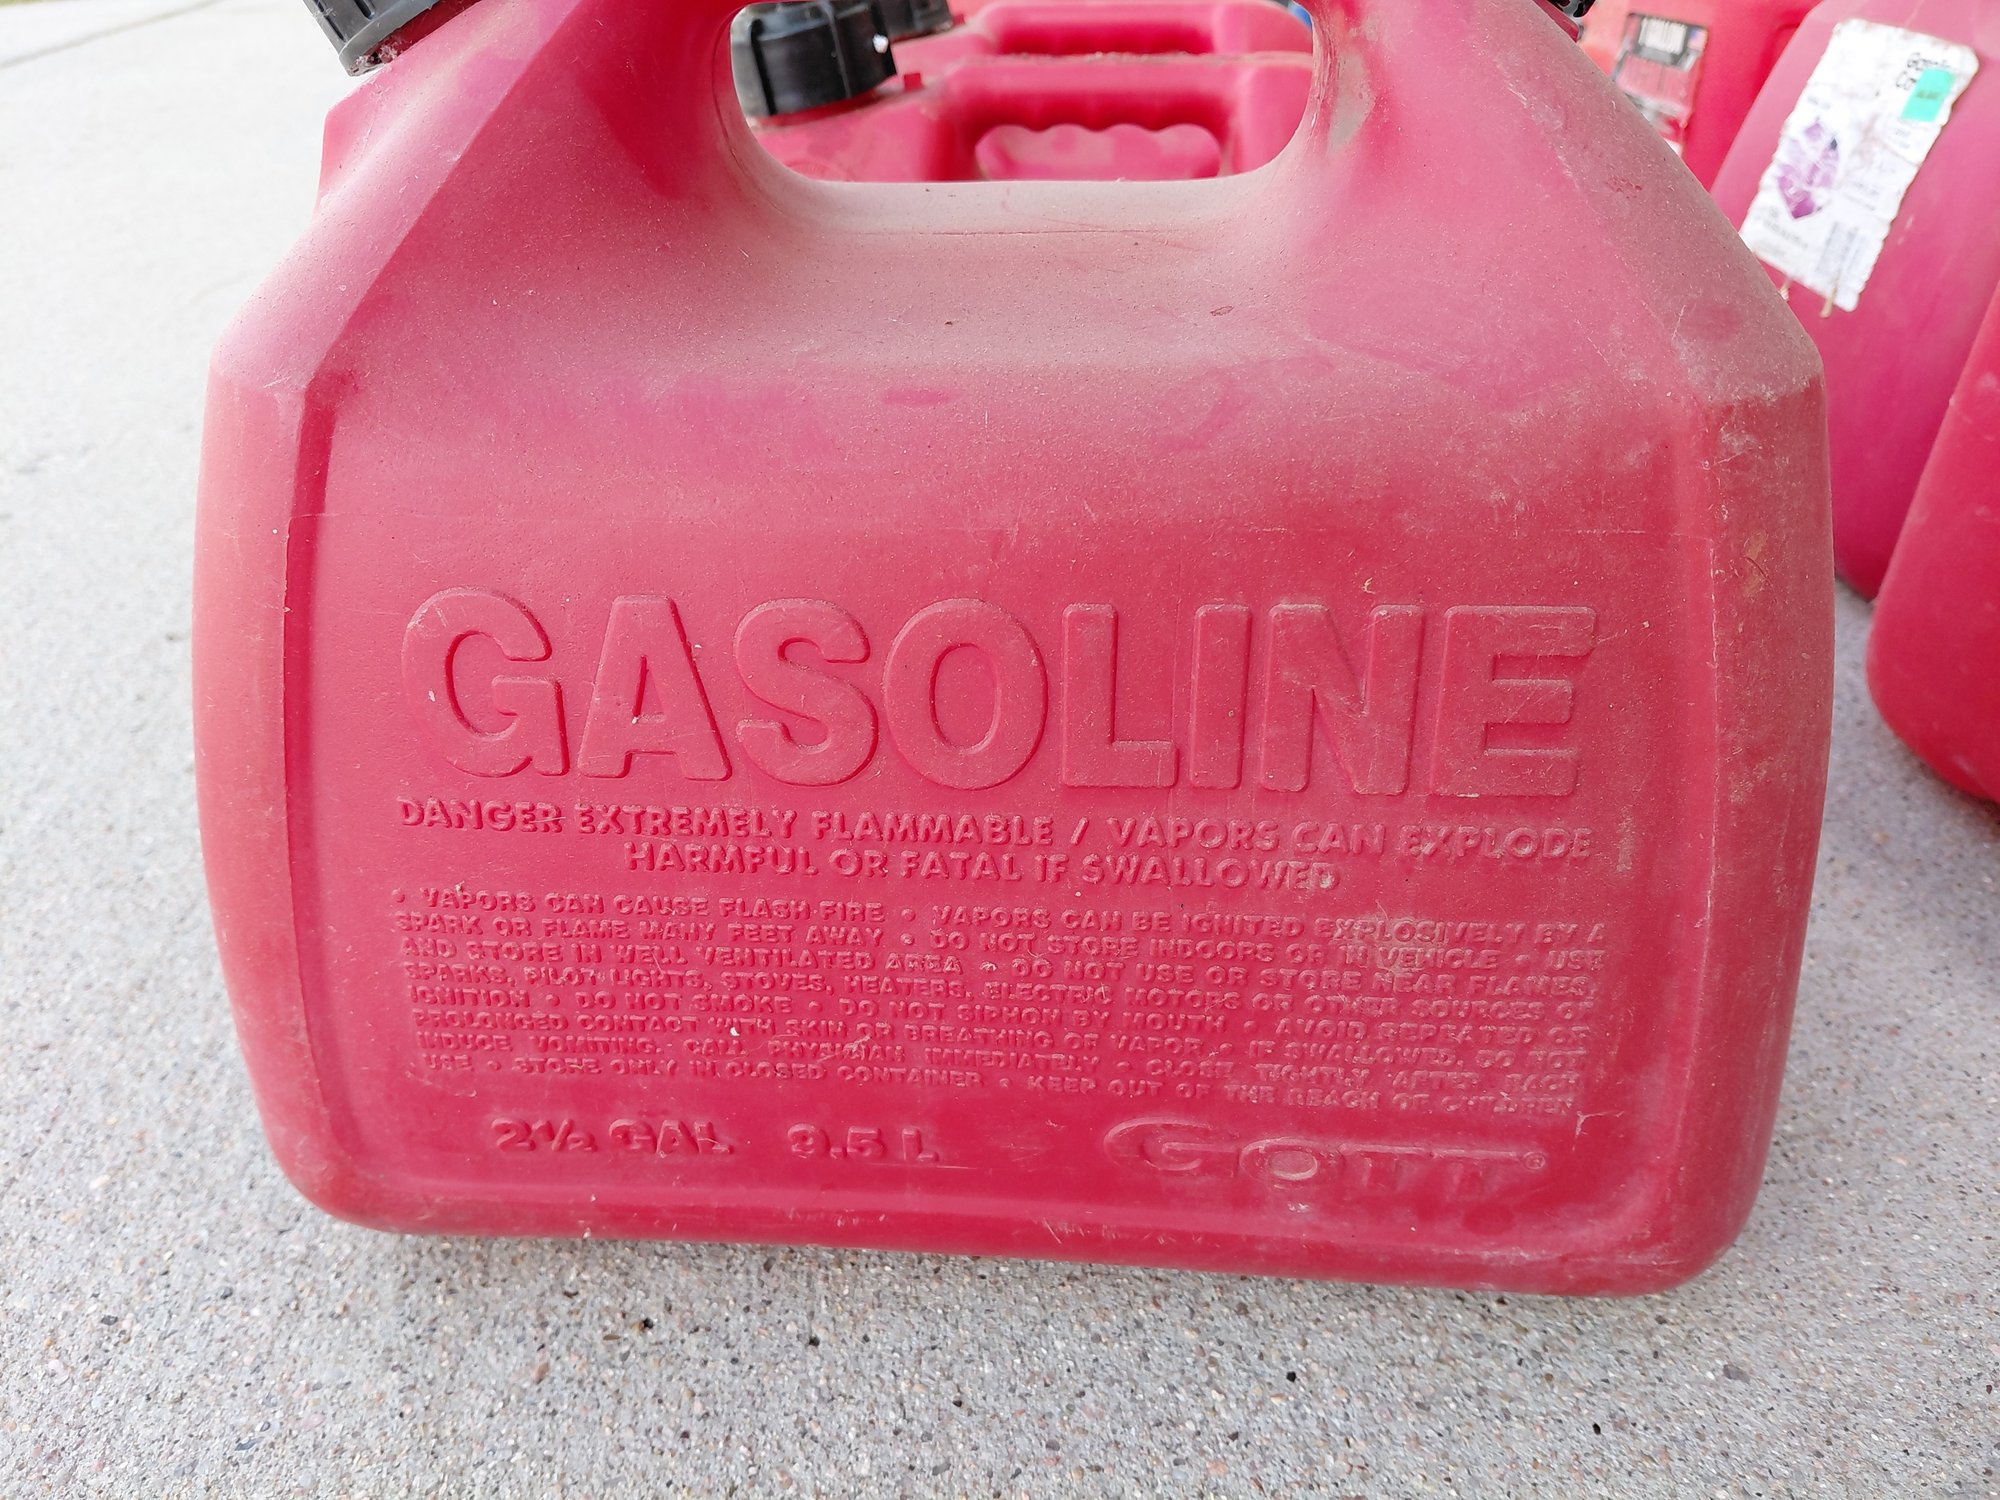 GASOLINE
DANGER EXTREMELY FLAMMABLE / VAPORS CAN EXPLODE
HARMFUL OR FATAL IF SWALLOWED
• VAPORS CAN CAUSE FLASH FIRE • VAPORS CAN BE IGNITED EXPLOSIVELY BY A
SPARK OR FLAME MANY FEET AWAY • DO NOT STORE INDOORS OR IN VEHICLE • USE
AND STORE IN WELL VENTILATED AREA • DO NOT USE OR STORE NEAR FLAMES,
SPARKS, PILOT LIGHTS, STOVES, HEATERS, ELECTRIC MOTORS OR OTHER SOURCES OF
IGNITION • DO NOT SMOKE • DO NOT SIPHON BY MOUTH • AVOID REPEATED OR
PROLONGED CONTACT WITH SKIN OR BREATHING OF VAPOR • IF SWALLOWED, DO NOT
INDUCE VOMITING. CALL PHYSICIAN IMMEDIATELY • CLOSE TIGHTLY AFTER EACH
USE • STORE ONLY IN CLOSED CONTAINER • KEEP OUT OF THE REACH OF CHILDREN
2½ GAL 9.5 L GOTT®